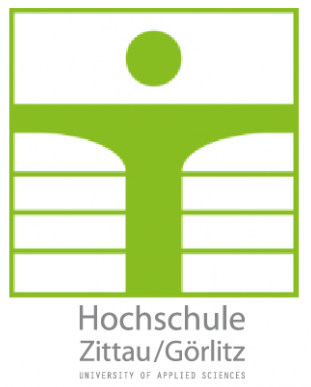 Hochschule
Zittau/Görlitz
UNIVERSITY OF APPLIED SCIENCES